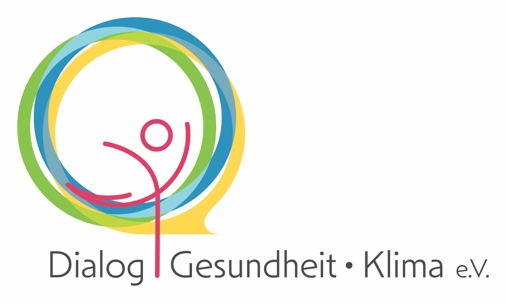 Dialog Gesundheit • Klima e.V.